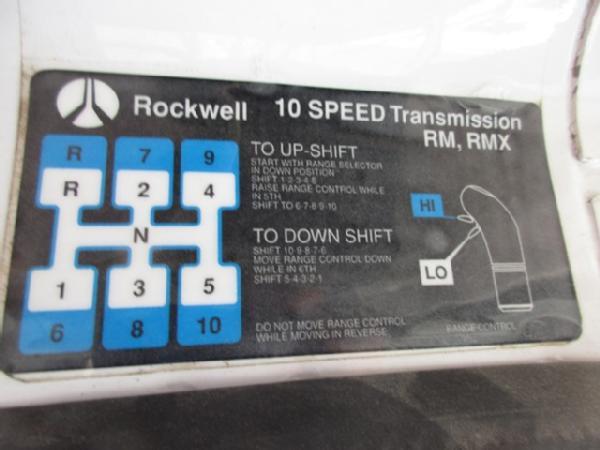 Rockwell 10 SPEED Transmission
RM, RMX
R 7 9
R 2 4
N
1 3 5
6 8 10
TO UP-SHIFT
START WITH RANGE SELECTOR
IN DOWN POSITION
SHIFT 1-2-3-4-5
RAISE RANGE CONTROL WHILE
IN 5TH
SHIFT TO 6-7-8-9-10
TO DOWN SHIFT
SHIFT 10-9-8-7-6
MOVE RANGE CONTROL DOWN
WHILE IN 6TH
SHIFT 5-4-3-2-1
DO NOT MOVE RANGE CONTROL
WHILE MOVING IN REVERSE
HI
LO
RANGE CONTROL